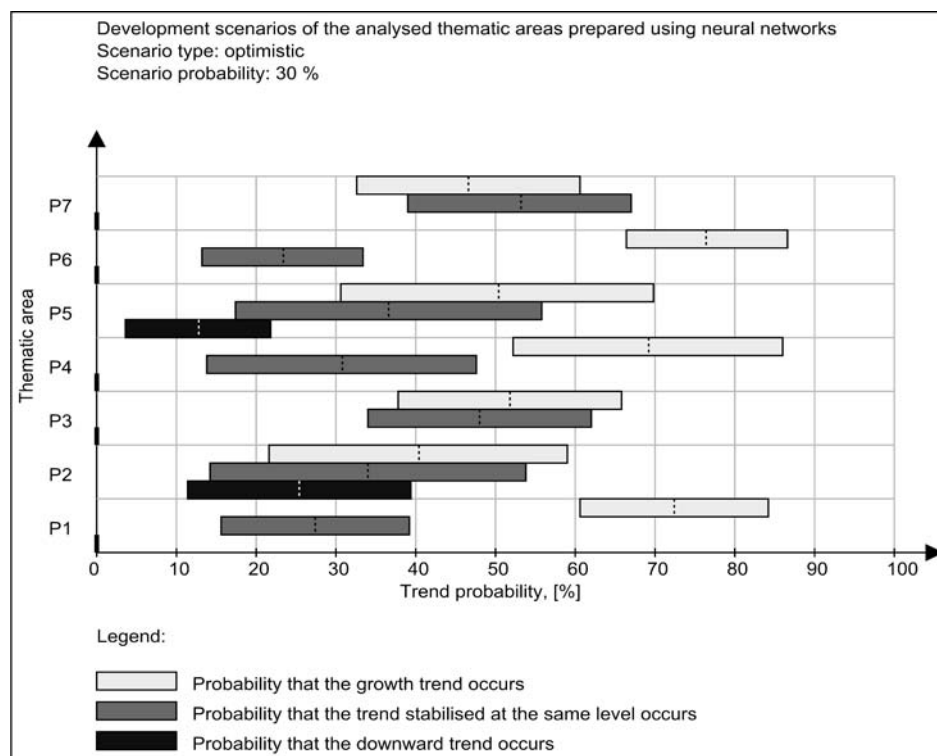 Development scenarios of the analysed thematic areas prepared using neural networks
Scenario type: optimistic
Scenario probability: 30 %
Thematic area
P7
P6
P5
P4
P3
P2
P1
0 10 20 30 40 50 60 70 80 90 100
Trend probability, [%]
Legend:
Probability that the growth trend occurs
Probability that the trend stabilised at the same level occurs
Probability that the downward trend occurs